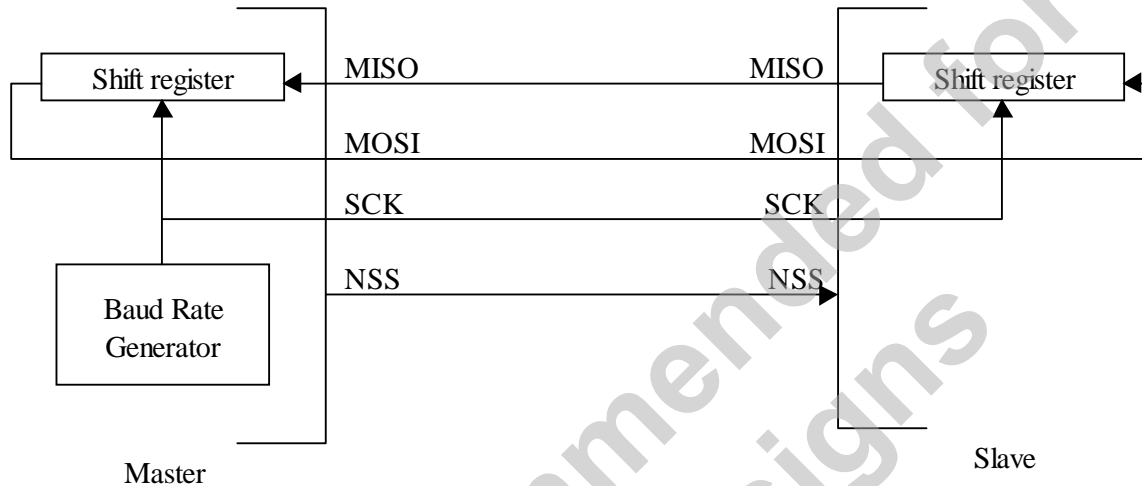 Shift register
MISO
MISO
Shift register
MOSI
MOSI
SCK
SCK
NSS
NSS
Baud Rate
Generator
Master
Slave